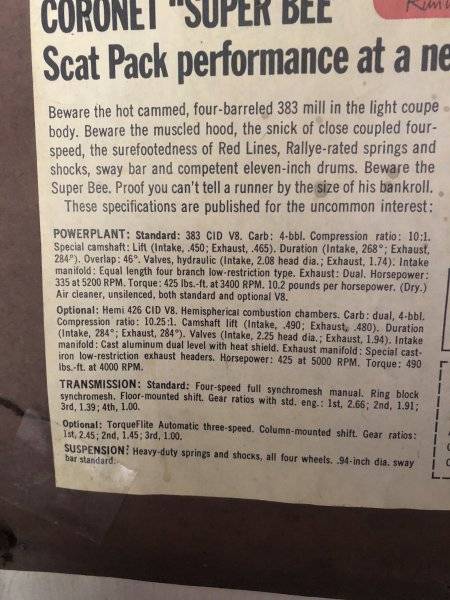 CORONET "SUPER BEE"
Scat Pack performance at a
Beware the hot cammed, four-barreled 383 mill in the light coupe
body. Beware the muscled hood, the snick of close coupled four-
speed, the surefootedness of Red Lines, Rallye-rated springs and
shocks, sway bar and competent eleven-inch drums. Beware the
Super Bee. Proof you can't tell a runner by the size of his bankroll.
These specifications are published for the uncommon interest:
POWERPLANT: Standard: 383 CID V8. Carb: 4-bbl. Compression ratio: 10:1.
Special camshaft: Lift (Intake, .450; Exhaust, .465). Duration (Intake, 268°; Exhaust,
284°). Overlap: 46°. Valves, hydraulic (Intake, 2.08 head dia.; Exhaust, 1.74). Intake
manifold: Equal length four branch low-restriction type. Exhaust: Dual. Horsepower:
335 at 5200 RPM. Torque: 425 lbs.-ft. at 3400 RPM. 10.2 pounds per horsepower. (Dry.)
Air cleaner, unsilenced, both standard and optional V8.
Optional: Hemi 426 CID V8. Hemispherical combustion chambers. Carb: dual, 4-bbl.
Compression ratio: 10.25:1. Camshaft lift (Intake, .490; Exhaust, .480). Duration
(Intake, 284°; Exhaust, 284°). Valves (Intake, 2.25 head dia.; Exhaust, 1.94). Intake
manifold: Cast aluminum dual level with heat shield. Exhaust manifold: Special cast-
iron low-restriction exhaust headers. Horsepower: 425 at 5000 RPM. Torque: 490
lbs.-ft. at 4000 RPM.
TRANSMISSION: Standard: Four-speed full synchromesh manual. Ring block
synchromesh. Floor-mounted shift. Gear ratios with std. eng.: 1st, 2.66; 2nd, 1.91;
3rd, 1.39; 4th, 1.00.
Optional: TorqueFlite Automatic three-speed. Column-mounted shift. Gear ratios:
1st, 2.45; 2nd, 1.45; 3rd, 1.00.
SUSPENSION: Heavy-duty springs and shocks, all four wheels. .94-inch dia. sway
bar standard.